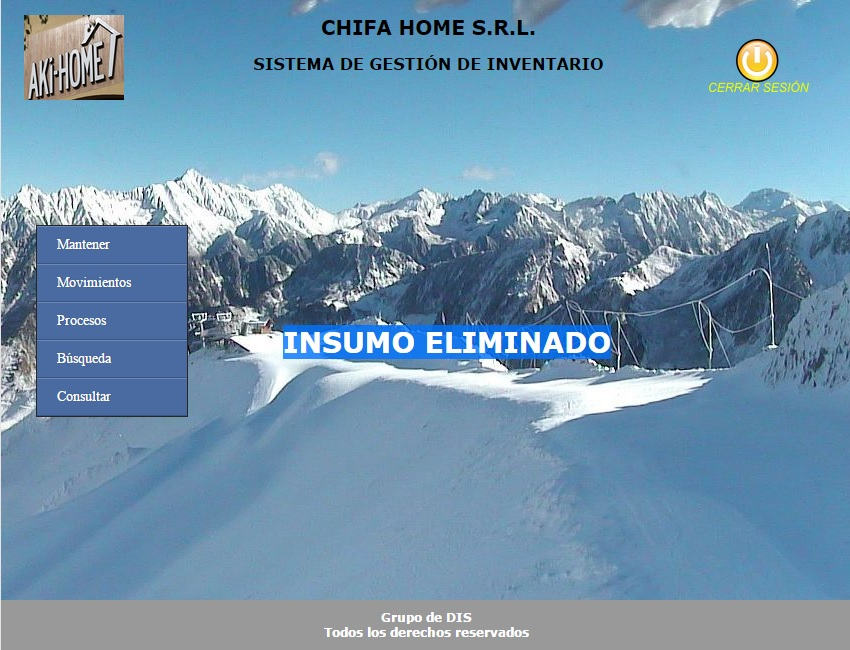 CHIFA HOME S.R.L.
SISTEMA DE GESTIÓN DE INVENTARIO
AKI-HOME
CERRAR SESIÓN
Mantener
Movimientos
Procesos
Búsqueda
Consultar
INSUMO ELIMINADO
Grupo de DIS
Todos los derechos reservados